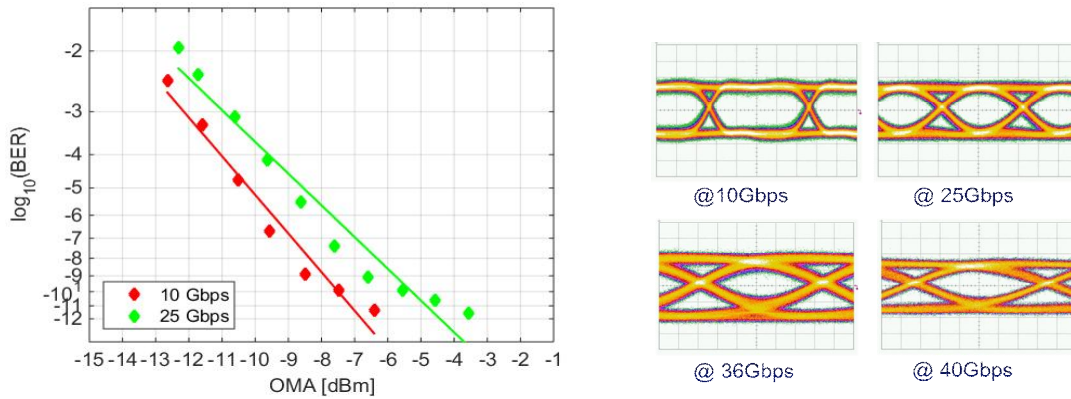 -2
-3
-4
-5
-6
-7
-8
-9
-10
-11
-12
log10(BER)
10 Gbps
25 Gbps
-15 -14 -13 -12 -11 -10 -9 -8 -7 -6 -5 -4 -3 -2 -1
OMA [dBm]
@10Gbps
@ 25Gbps
@ 36Gbps
@ 40Gbps